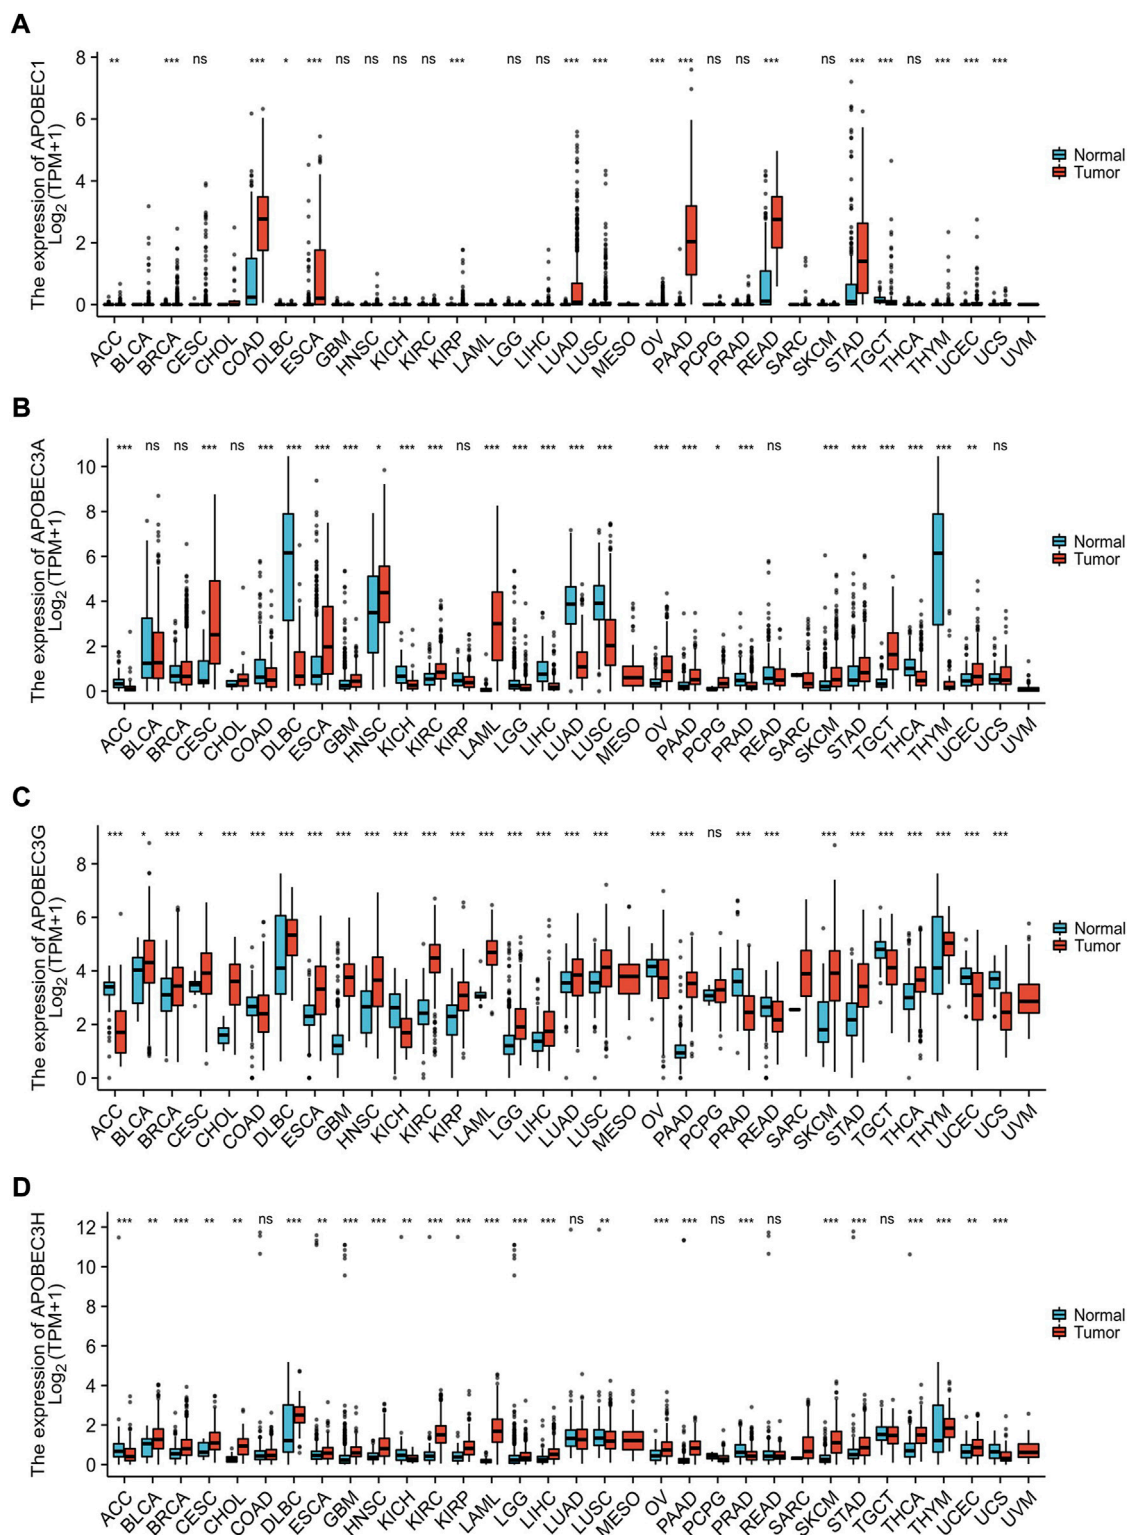 A
The expression of APOBEC1
Log2 (TPM+1)
8
6
4
2
0
** *** ns *** * *** ns ns ns ns *** ns ns *** *** *** *** ns ns *** ns *** *** ns *** *** ***
Normal
Tumor
ACC BLCA BRCA CESC CHOL COAD DLBC ESCA GBM HNSC KICH KIRC KIRP LAML LGG LIHC LUAD LUSC MESO OV PAAD PCPG PRAD READ SARC SKCM STAD TGCT THCA THYM UCEC UCS UVM
B
The expression of APOBEC3A
Log2 (TPM+1)
10
8
6
4
2
0
*** ns ns *** ns *** *** *** *** * *** *** ns *** *** *** *** *** *** *** * *** ns *** *** *** *** *** ** ns
Normal
Tumor
ACC BLCA BRCA CESC CHOL COAD DLBC ESCA GBM HNSC KICH KIRC KIRP LAML LGG LIHC LUAD LUSC MESO OV PAAD PCPG PRAD READ SARC SKCM STAD TGCT THCA THYM UCEC UCS UVM
C
The expression of APOBEC3G
Log2 (TPM+1)
8
6
4
2
0
*** * *** * *** *** *** *** *** *** *** *** *** *** *** *** *** *** *** *** ns *** *** *** *** *** *** *** *** ***
Normal
Tumor
ACC BLCA BRCA CESC CHOL COAD DLBC ESCA GBM HNSC KICH KIRC KIRP LAML LGG LIHC LUAD LUSC MESO OV PAAD PCPG PRAD READ SARC SKCM STAD TGCT THCA THYM UCEC UCS UVM
D
The expression of APOBEC3H
Log2 (TPM+1)
12
10
8
6
4
2
0
*** ** *** ** ** ns *** ** *** *** ** *** *** *** *** *** ns ** *** *** ns *** ns *** *** ns *** *** ** ***
Normal
Tumor
ACC BLCA BRCA CESC CHOL COAD DLBC ESCA GBM HNSC KICH KIRC KIRP LAML LGG LIHC LUAD LUSC MESO OV PAAD PCPG PRAD READ SARC SKCM STAD TGCT THCA THYM UCEC UCS UVM